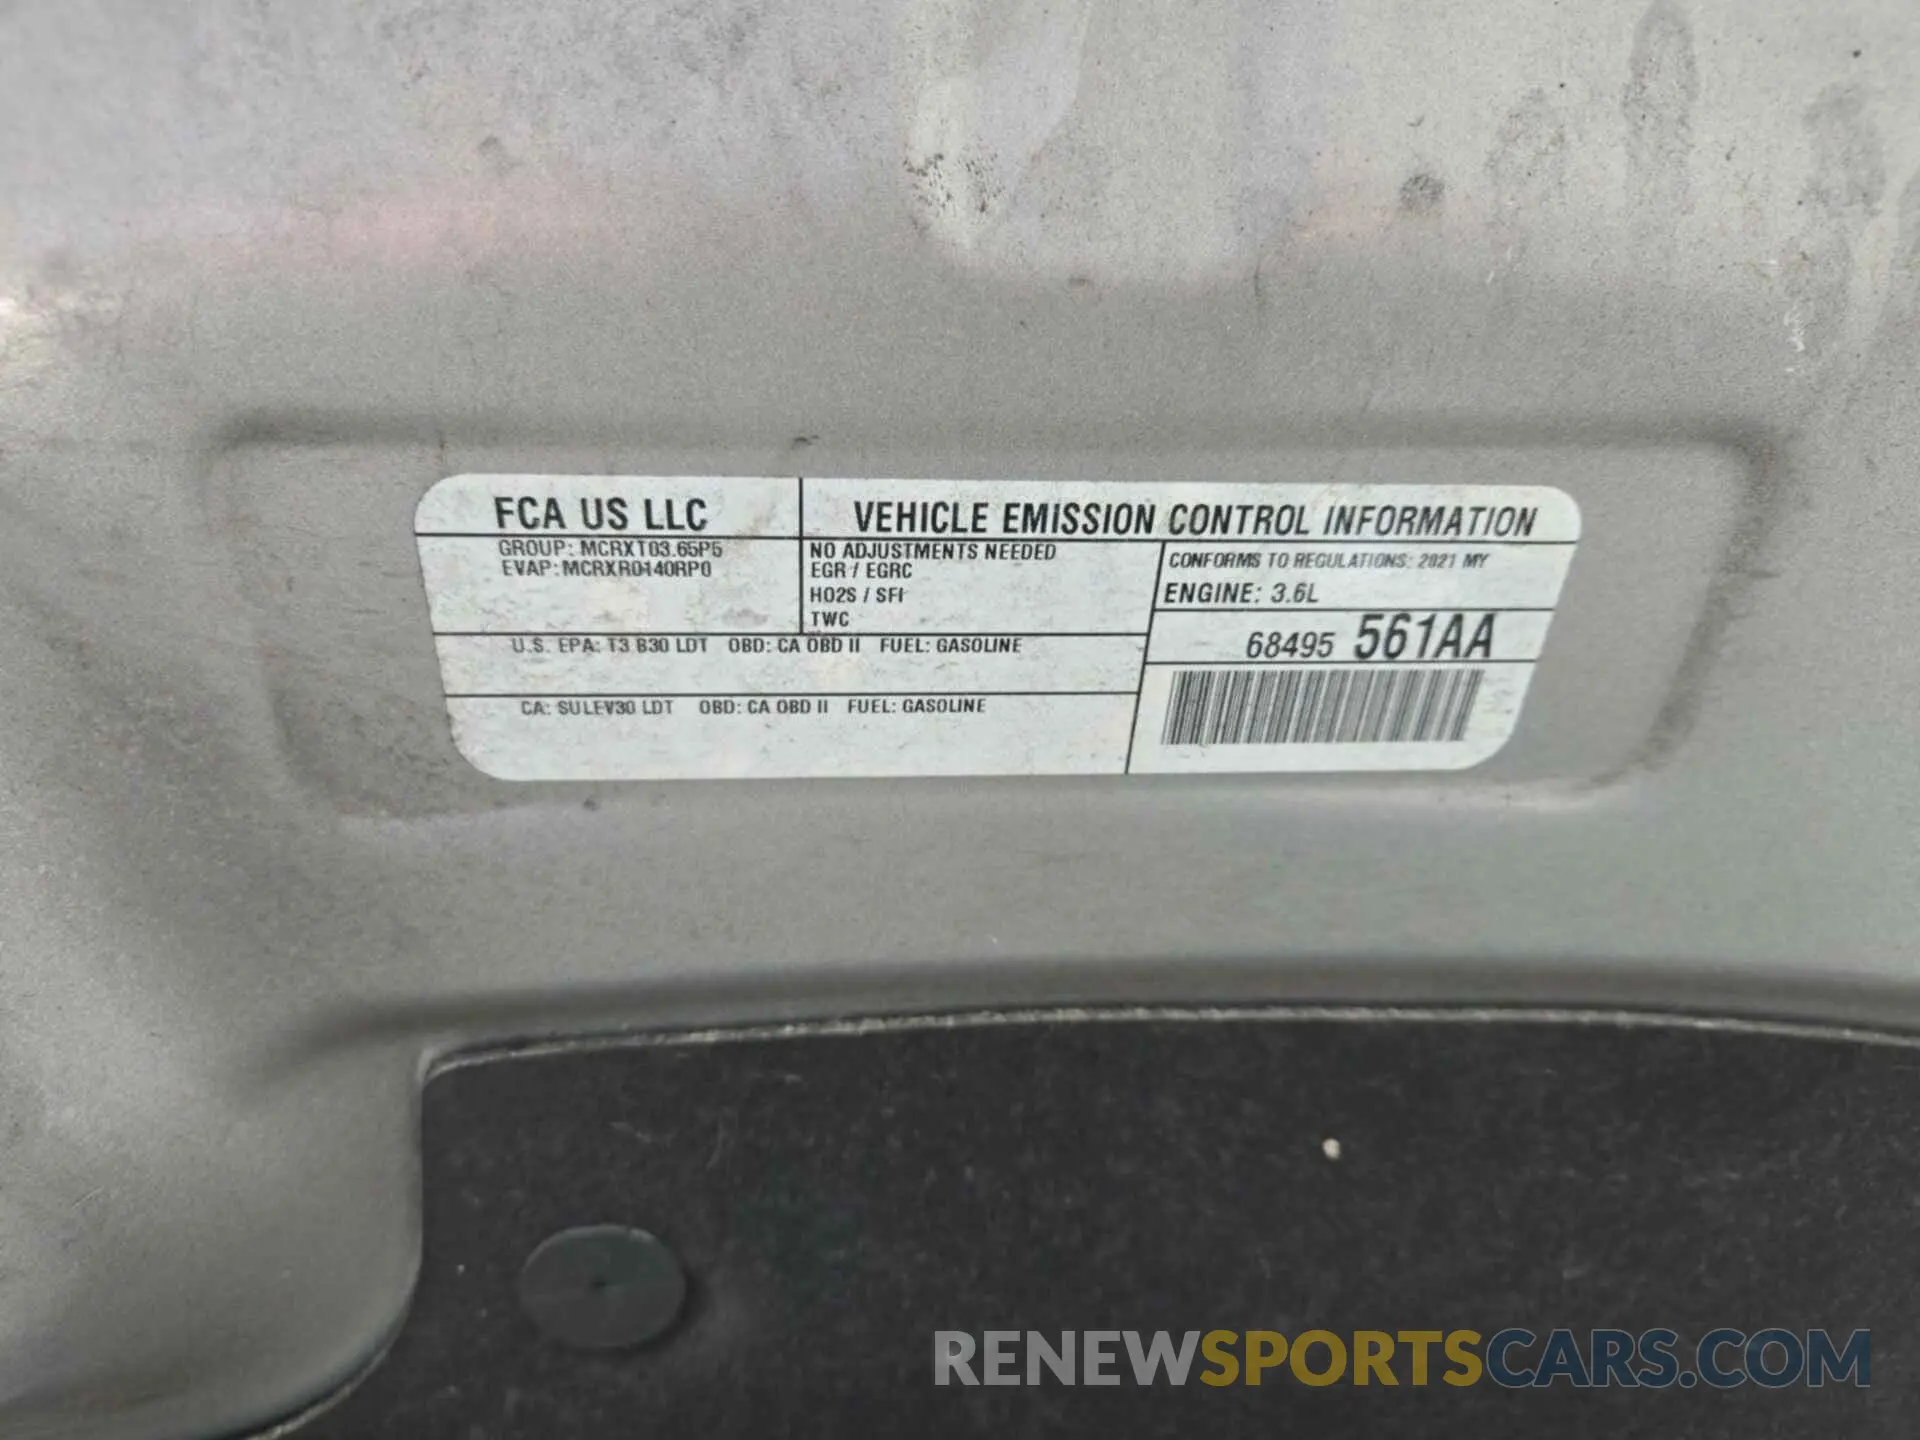 FCA US LLC
VEHICLE EMISSION CONTROL INFORMATION
GROUP: MCRXT03.65P5
EVAP: MCRXR0140RP0
NO ADJUSTMENTS NEEDED
EGR / EGRC
HO2S / SFI
TWC
CONFORMS TO REGULATIONS: 2021 MY
ENGINE: 3.6L
68495 561AA
U.S. EPA: T3 B30 LDT OBD: CA OBD II FUEL: GASOLINE
CA: SULEV30 LDT OBD: CA OBD II FUEL: GASOLINE
RENEWSPORTSCARS.COM